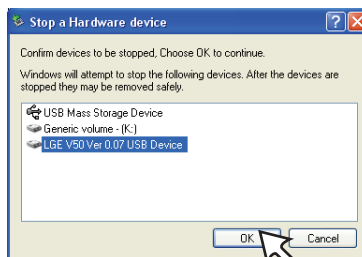 Stop a Hardware device
Confirm devices to be stopped, Choose OK to continue.
Windows will attempt to stop the following devices. After the devices are
stopped they may be removed safely.
USB Mass Storage Device
Generic volume - (K:)
LGE V50 Ver 0.07 USB Device
OK Cancel